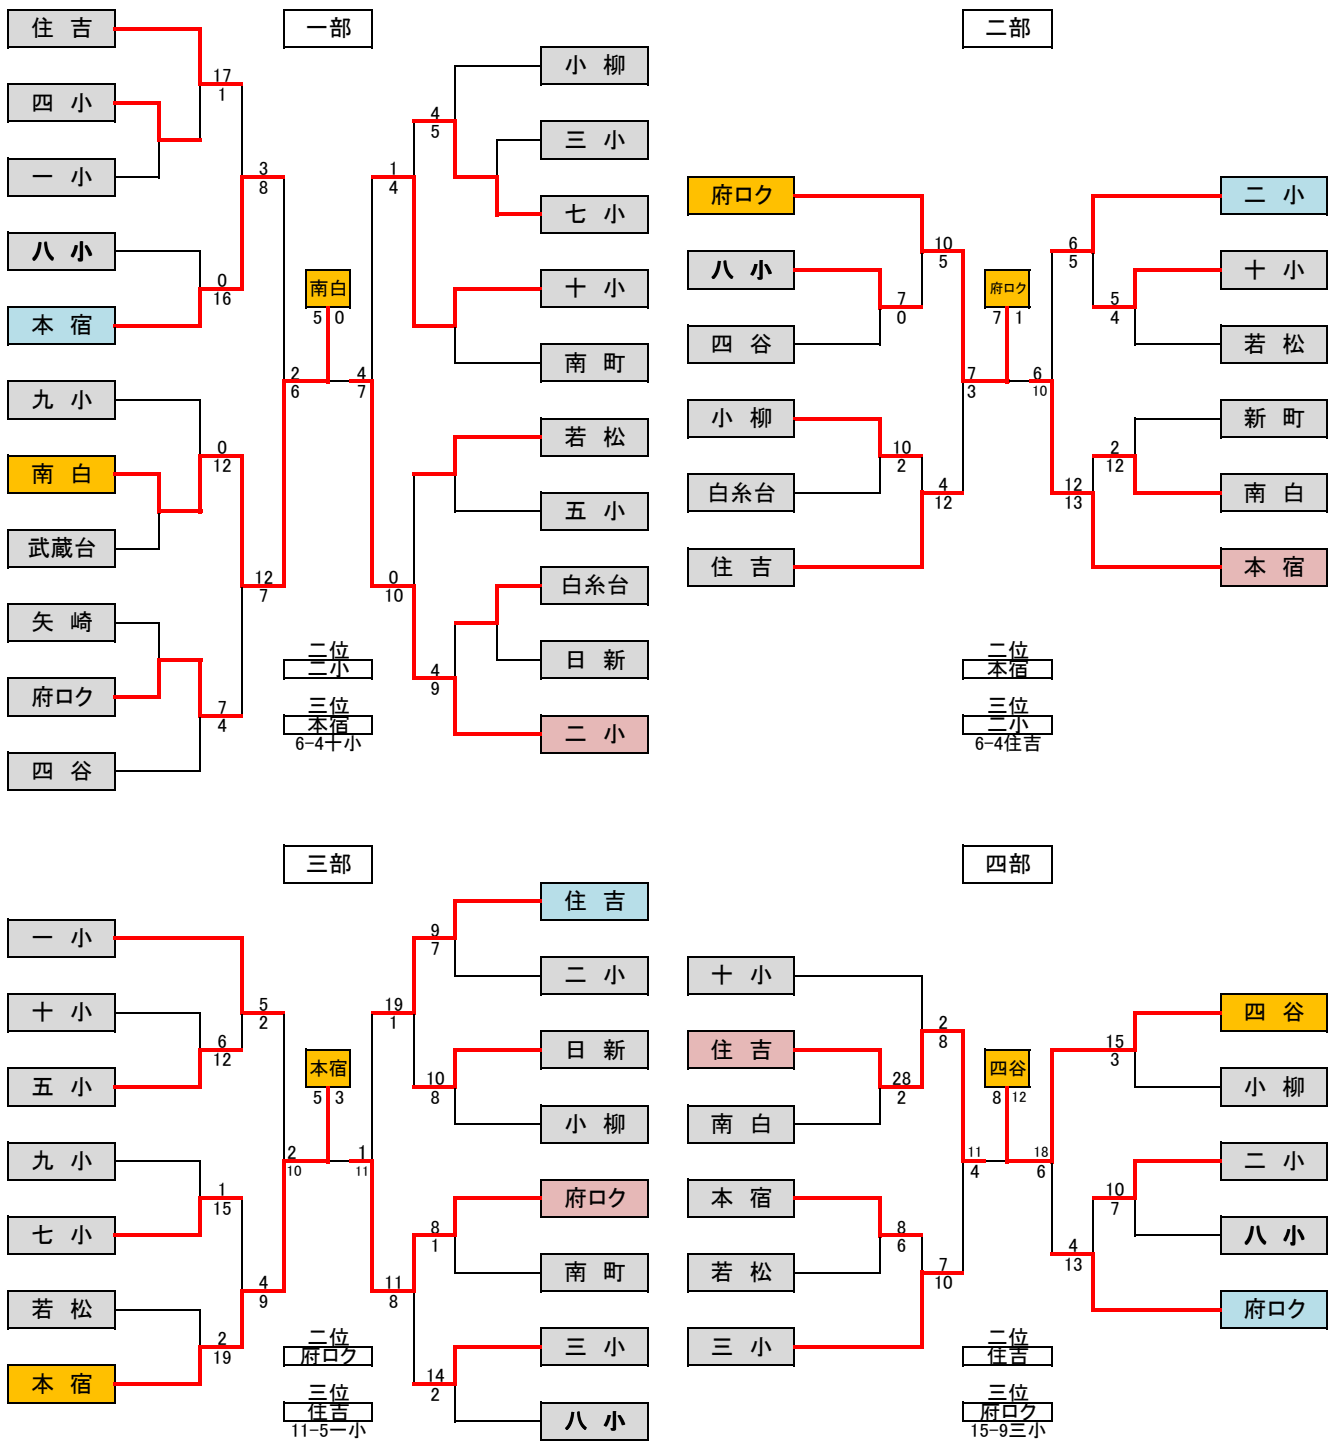 一部
住 吉
四 小
一 小
八 小
本 宿
九 小
南 白
武蔵台
矢 崎
府ロク
四 谷
17
1
3
8
0
16
0
12
12
7
7
4
2
6
南白
5 0
4
7
1
4
4
5
0
10
4
9
小 柳
三 小
七 小
十 小
南 町
若 松
五 小
白糸台
日 新
二 小
二位
二小
三位
本宿
6-4十小
二部
府ロク
八 小
四 谷
小 柳
白糸台
住 吉
10
5
7
0
10
2
4
12
7
3
府ロク
7 1
6
10
6
5
5
4
2
12
12
13
二 小
十 小
若 松
新 町
南 白
本 宿
二位
本宿
三位
二小
6-4住吉
三部
一 小
十 小
五 小
九 小
七 小
若 松
本 宿
5
2
6
12
1
15
4
9
2
19
2
10
本宿
5 3
1
11
9
7
19
1
10
8
8
1
11
8
14
2
住 吉
二 小
日 新
小 柳
府ロク
南 町
三 小
八 小
二位
府ロク
三位
住吉
11-5一小
四部
十 小
住 吉
南 白
本 宿
若 松
三 小
2
8
28
2
8
6
7
10
11
4
四谷
8 12
18
6
15
3
10
7
4
13
四 谷
小 柳
二 小
八 小
府ロク
二位
住吉
三位
府ロク
15-9三小